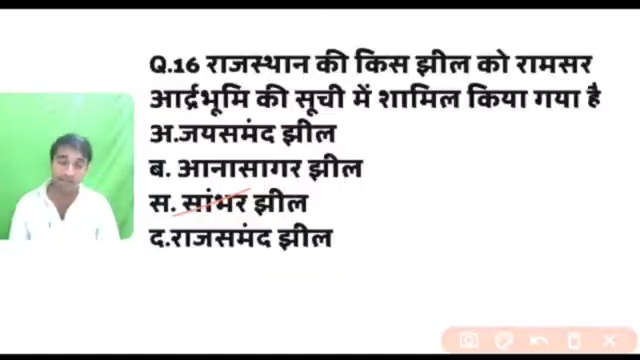 Q.16 राजस्थान की किस झील को रामसर
आर्द्रभूमि की सूची में शामिल किया गया है
अ.जयसमंद झील
ब. आनासागर झील
स. सांभर झील
द.राजसमंद झील